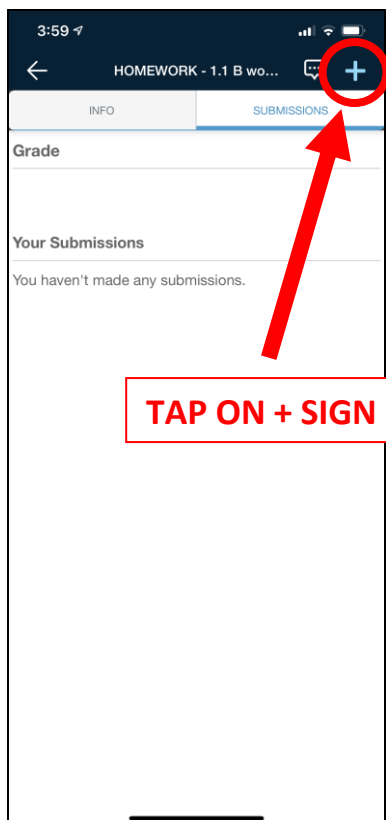 3:59
HOMEWORK - 1.1 B wo...
INFO
SUBMISSIONS
Grade
Your Submissions
You haven't made any submissions.
TAP ON + SIGN